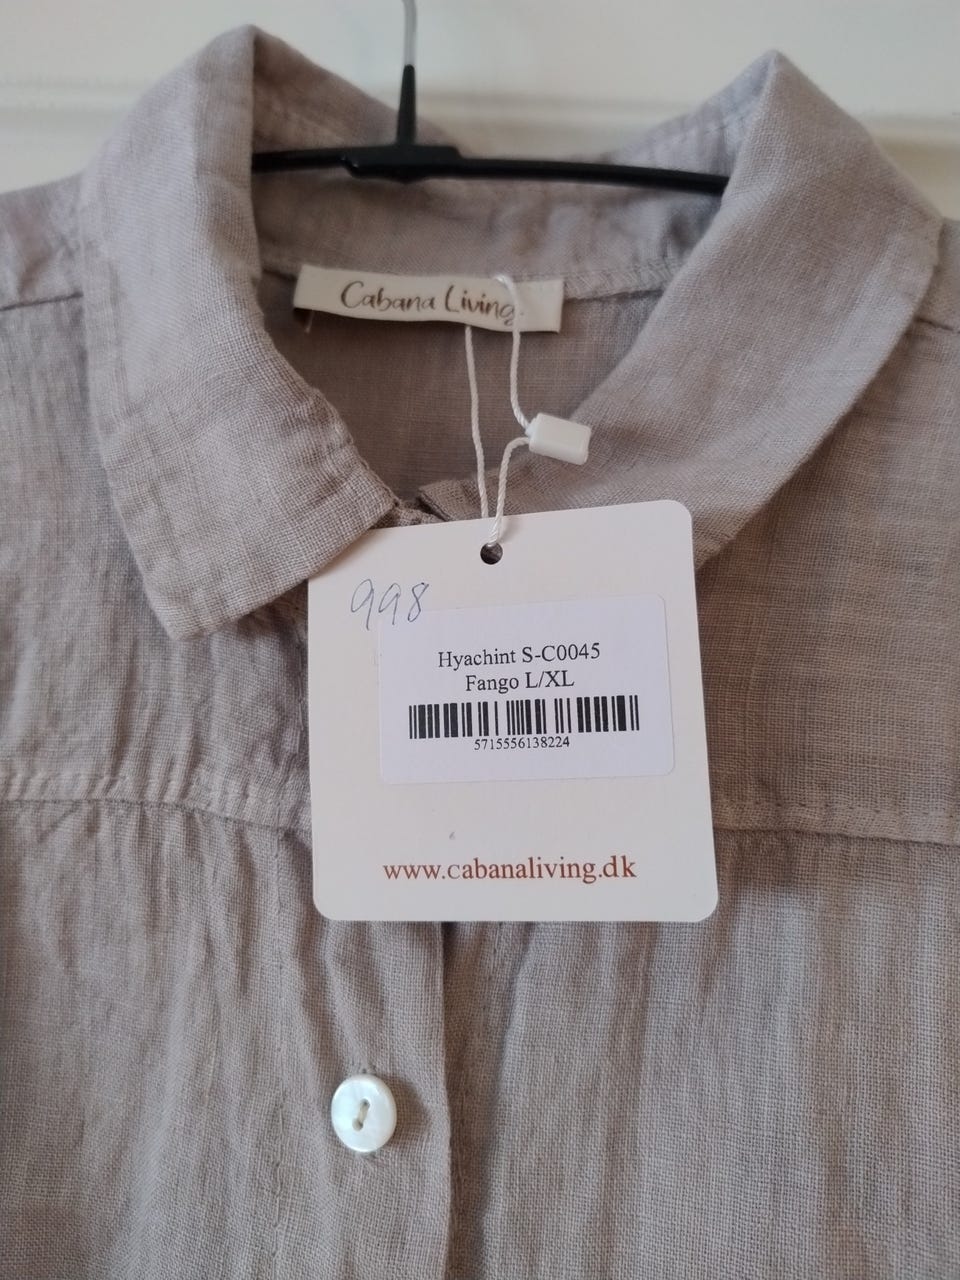 Cabana Living
998
Hyachint S-C0045
Fango L/XL
5715556138224
www.cabanaliving.dk